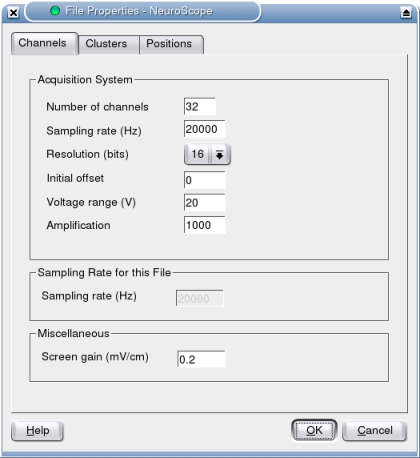 File Properties - NeuroScope
Channels Clusters Positions
Acquisition System
Number of channels 32
Sampling rate (Hz) 20000
Resolution (bits) 16
Initial offset 0
Voltage range (V) 20
Amplification 1000
Sampling Rate for this File
Sampling rate (Hz) 20000
Miscellaneous
Screen gain (mV/cm) 0.2
Help OK Cancel